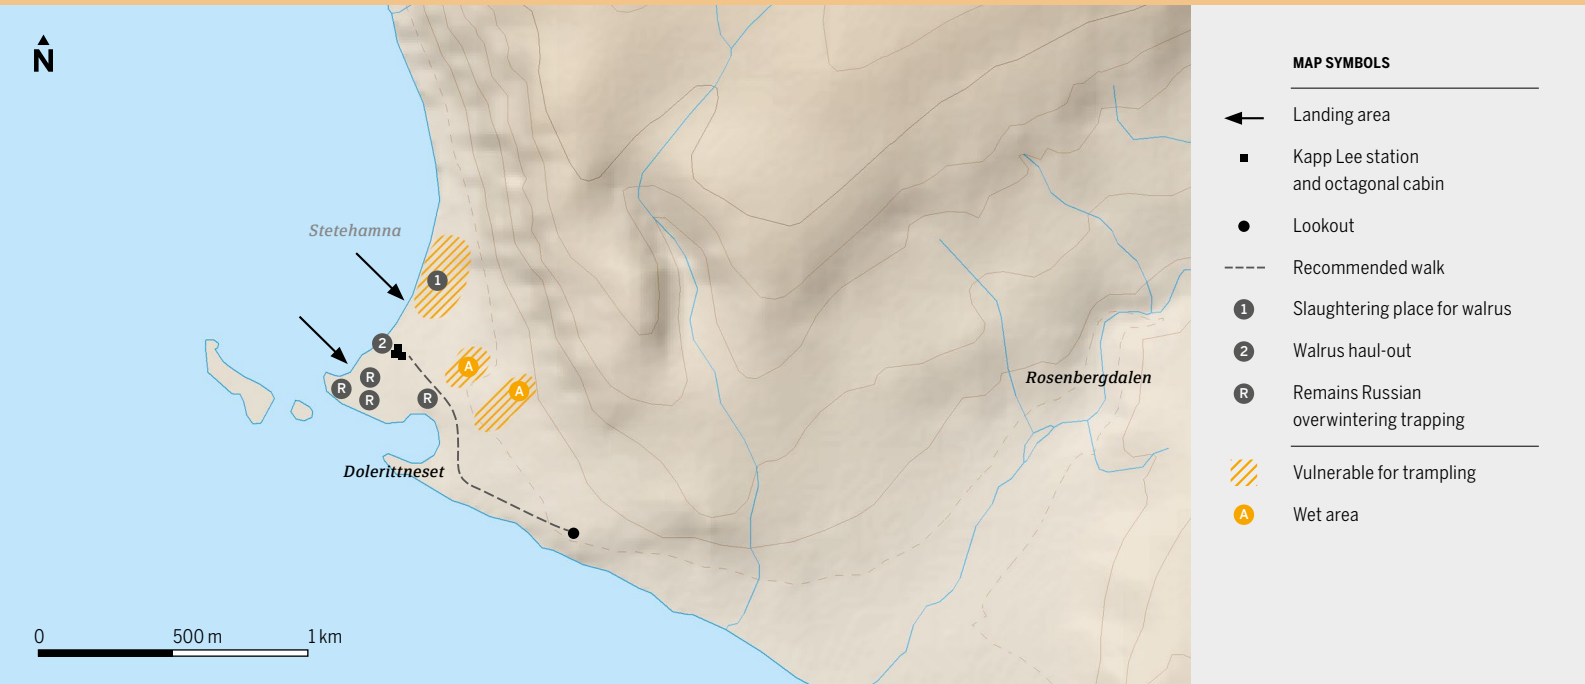 N
Stetehamna
1
2
A
A
R
R
R
R
Rosenbergdalen
Dolerittneset
0 500 m 1 km
MAP SYMBOLS
Landing area
Kapp Lee station
and octagonal cabin
Lookout
Recommended walk
1 Slaughtering place for walrus
2 Walrus haul-out
R Remains Russian
overwintering trapping
Vulnerable for trampling
A Wet area